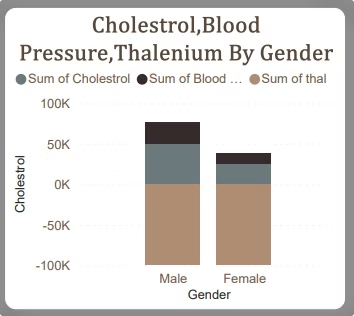 Cholestrol,Blood
Pressure,Thalenium By Gender
Sum of Cholestrol Sum of Blood ... Sum of thal
100K
50K
0K
-50K
-100K
Cholestrol
Male Female
Gender